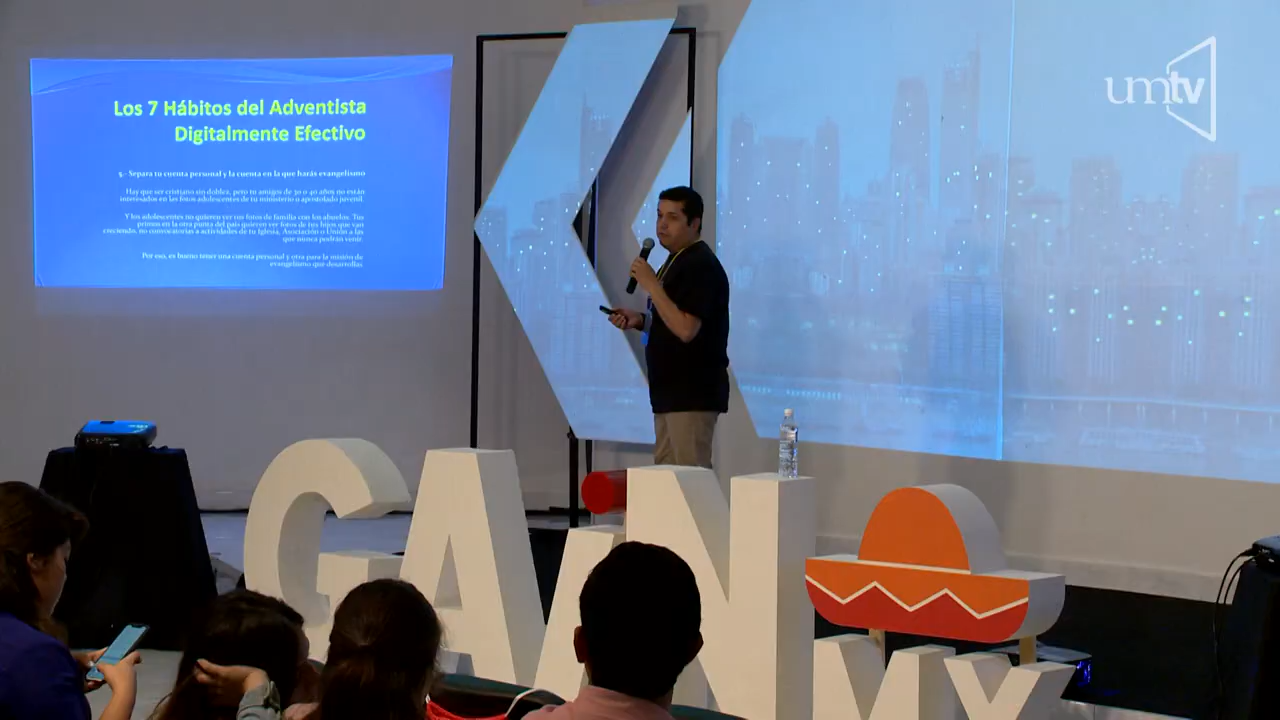 Los 7 Hábitos del Adventista
Digitalmente Efectivo
5.- Separa tu cuenta personal y la cuenta en la que harás evangelismo
Hay que ser cristiano sin doblez, pero tu amigos de 30 o 40 años no están
interesados en las fotos adolescentes de tu ministerio o apostolado juvenil.
Y los adolescentes no quieren ver tus fotos de familia con los abuelos. Tus
primos en la otra punta del país quieren ver fotos de tus hijos que van
creciendo, no convocatorias a actividades de tu Iglesia, Asociación o Unión a las
que nunca podrán venir.
Por eso, es bueno tener una cuenta personal y otra para la misión de
evangelismo que desarrollas.
umtv
GAiN
MX